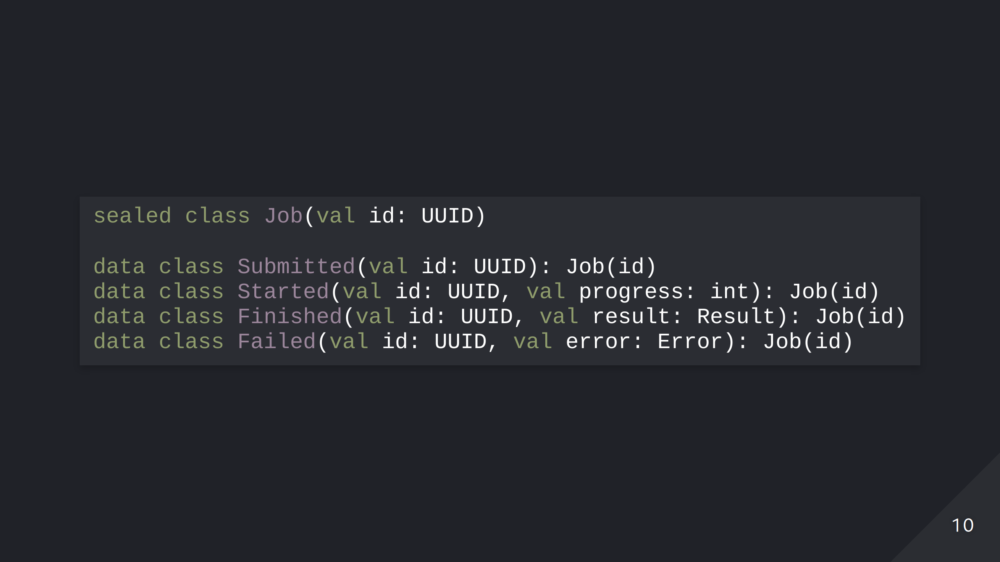 sealed class Job(val id: UUID)
data class Submitted(val id: UUID): Job(id)
data class Started(val id: UUID, val progress: int): Job(id)
data class Finished(val id: UUID, val result: Result): Job(id)
data class Failed(val id: UUID, val error: Error): Job(id)
10